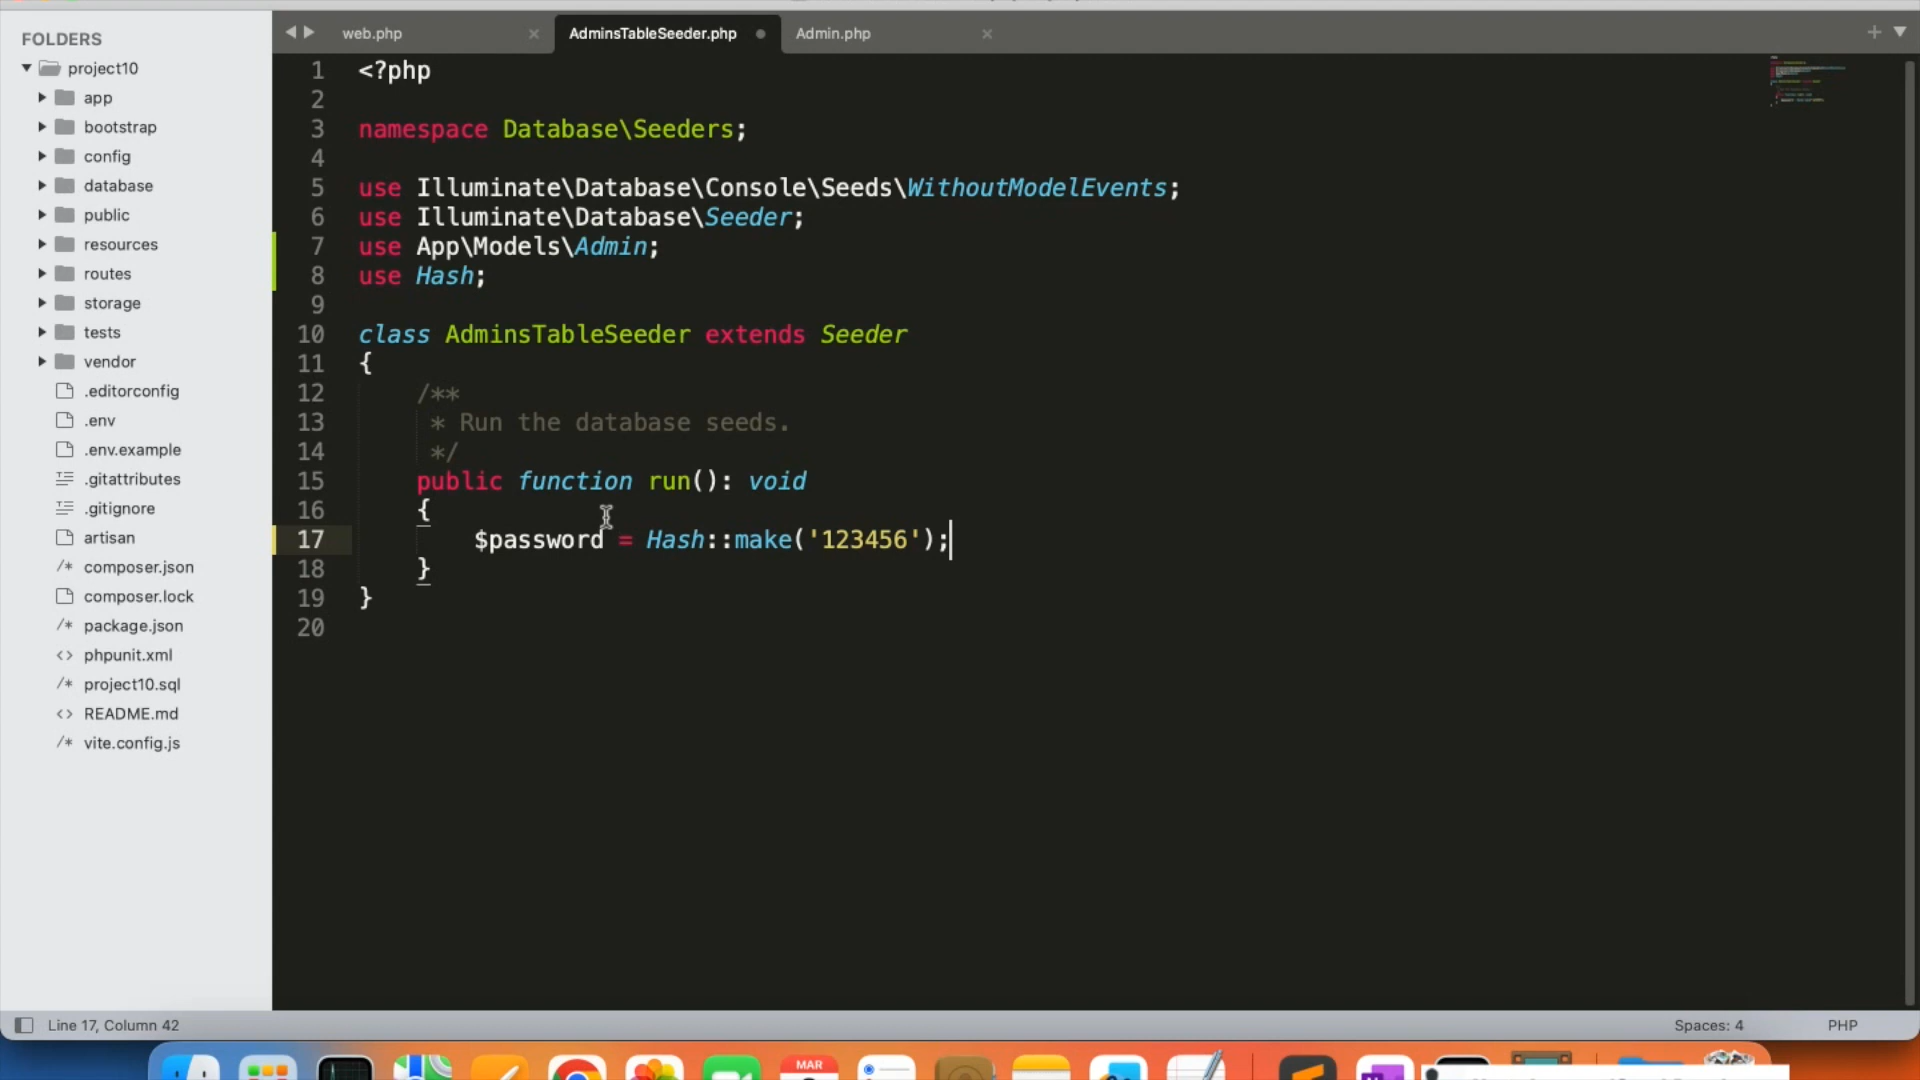 FOLDERS
project10
app
bootstrap
config
database
public
resources
routes
storage
tests
vendor
.editorconfig
.env
.env.example
.gitattributes
.gitignore
artisan
composer.json
composer.lock
package.json
phpunit.xml
project10.sql
README.md
vite.config.js
web.php
AdminsTableSeeder.php
Admin.php
1 <?php
2
3 namespace Database\Seeders;
4
5 use Illuminate\Database\Console\Seeds\WithoutModelEvents;
6 use Illuminate\Database\Seeder;
7 use App\Models\Admin;
8 use Hash;
9
10 class AdminsTableSeeder extends Seeder
11 {
12 /**
13 * Run the database seeds.
14 */
15 public function run(): void
16 {
17 $password = Hash::make('123456');
18 }
19 }
20
Line 17, Column 42
Spaces: 4
PHP
MAR